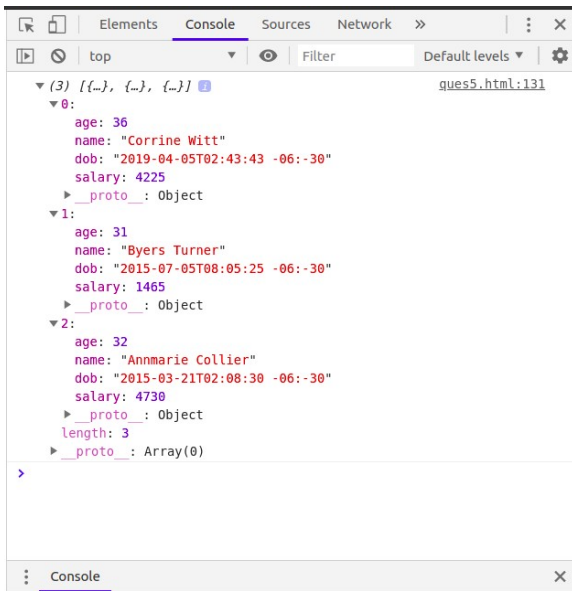 Elements Console Sources Network »
top Filter Default levels
(3) [{…}, {…}, {…}] i ques5.html:131
0:
age: 36
name: "Corrine Witt"
dob: "2019-04-05T02:43:43 -06:-30"
salary: 4225
__proto__: Object
1:
age: 31
name: "Byers Turner"
dob: "2015-07-05T08:05:25 -06:-30"
salary: 1465
__proto__: Object
2:
age: 32
name: "Annmarie Collier"
dob: "2015-03-21T02:08:30 -06:-30"
salary: 4730
__proto__: Object
length: 3
__proto__: Array(0)
Console